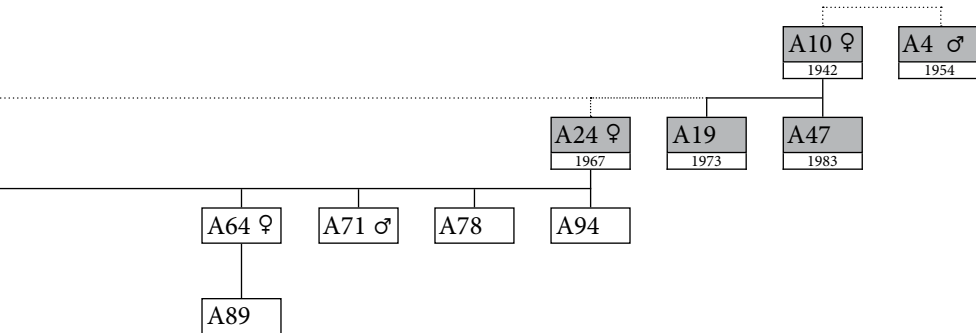 A10 ♀ A4 ♂
1942 1954
A24 ♀ A19 A47
1967 1973 1983
A64 ♀ A71 ♂ A78 A94
A89